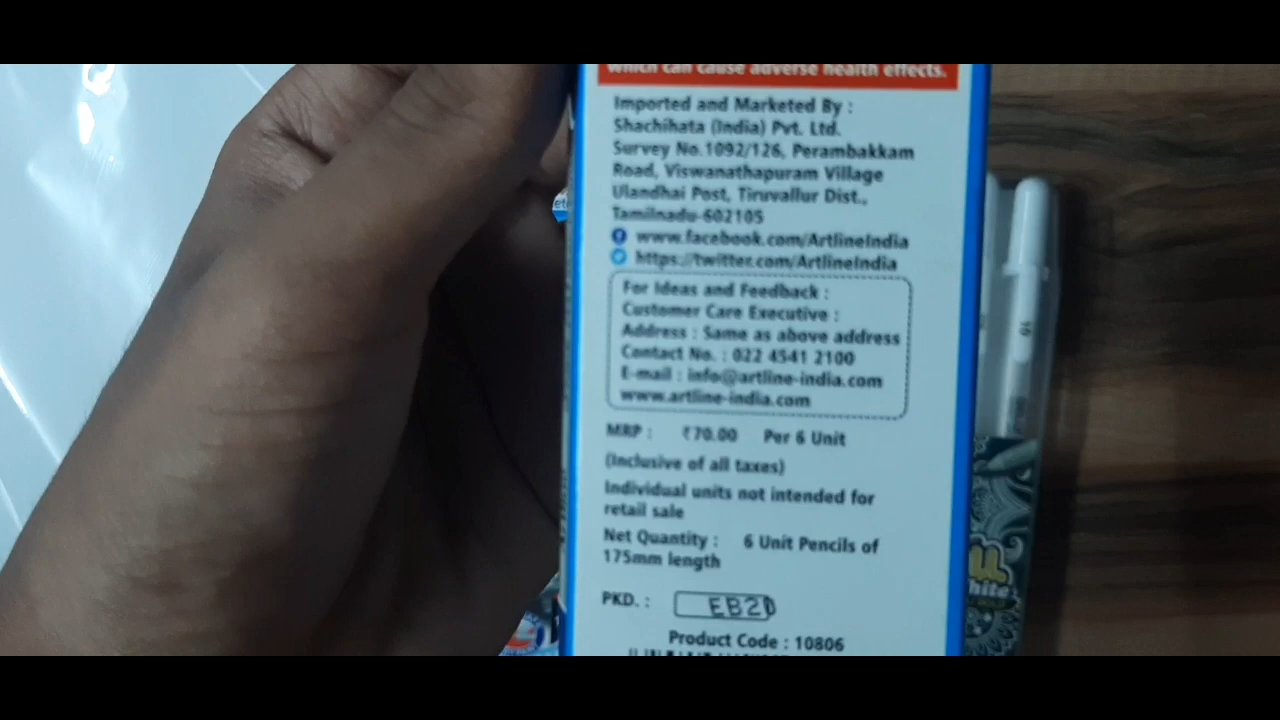 which can cause adverse health effects.
Imported and Marketed By :
Shachihata (India) Pvt. Ltd.
Survey No.1092/126, Perambakkam
Road, Viswanathapuram Village
Ulandhai Post, Tiruvallur Dist.,
Tamilnadu-602105
www.facebook.com/ArtlineIndia
https://twitter.com/ArtlineIndia
For Ideas and Feedback :
Customer Care Executive :
Address : Same as above address
Contact No. : 022 4541 2100
E-mail : info@artline-india.com
www.artline-india.com
MRP : ₹70.00 Per 6 Unit
(Inclusive of all taxes)
Individual units not intended for
retail sale
Net Quantity : 6 Unit Pencils of
175mm length
PKD. : EB20
Product Code : 10806
10